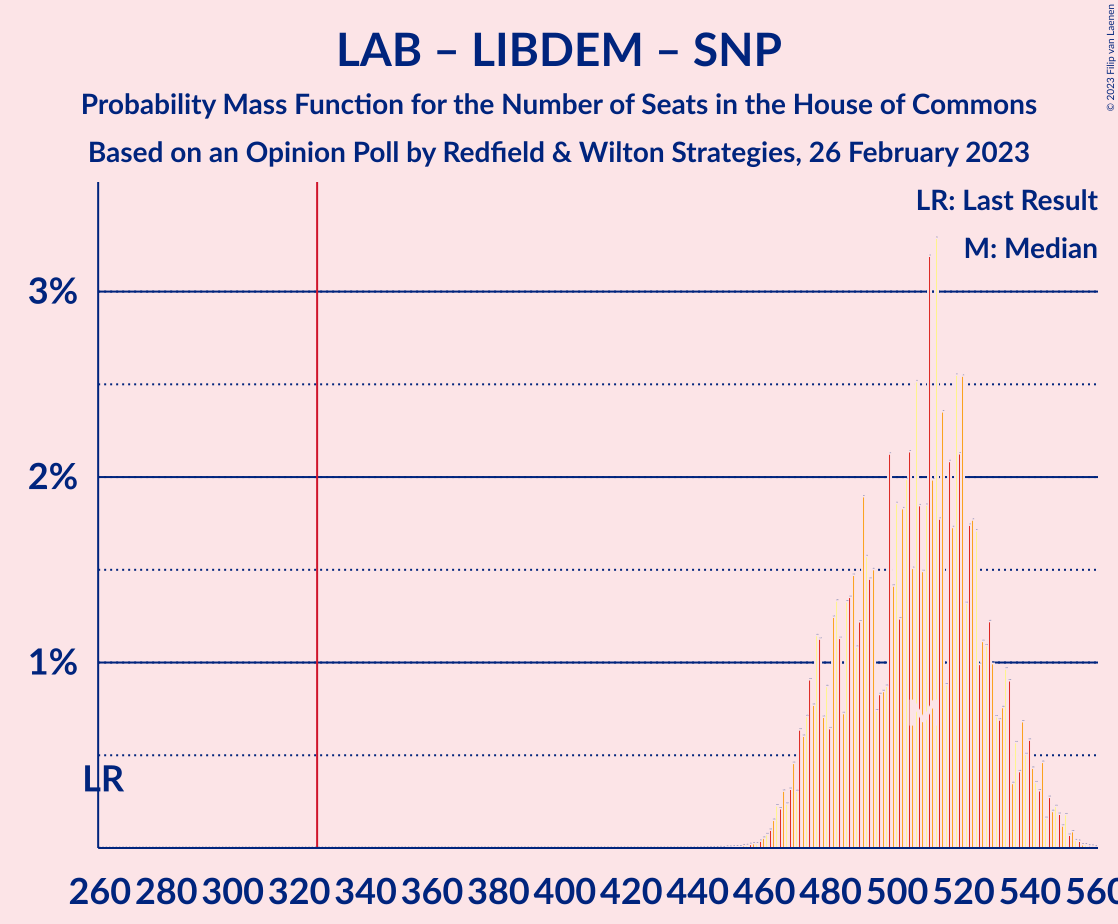 LAB – LIBDEM – SNP
Probability Mass Function for the Number of Seats in the House of Commons
Based on an Opinion Poll by Redfield & Wilton Strategies, 26 February 2023
© 2023 Filip van Laenen
LR: Last Result
M: Median
3%
2%
1%
LR
260 280 300 320 340 360 380 400 420 440 460 480 500 520 540 560